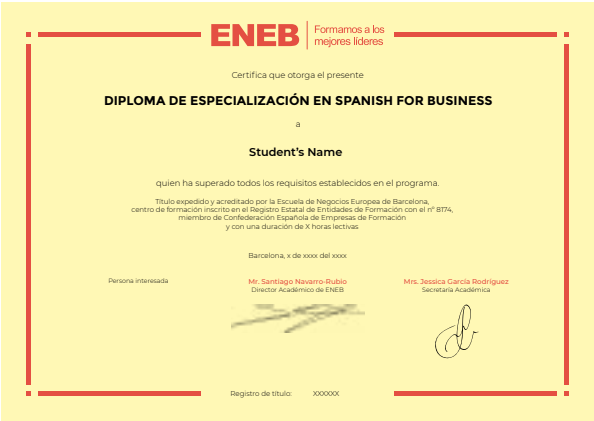 ENEB Formamos a los
mejores líderes
Certifica que otorga el presente
DIPLOMA DE ESPECIALIZACIÓN EN SPANISH FOR BUSINESS
a
Student's Name
quien ha superado todos los requisitos establecidos en el programa.
Título expedido y acreditado por la Escuela de Negocios Europea de Barcelona,
centro de formación inscrito en el Registro Estatal de Entidades de Formación con el nº 8174,
miembro de Confederación Española de Empresas de Formación
y con una duración de X horas lectivas
Barcelona, x de xxxx del xxxx
Persona interesada
Mr. Santiago Navarro-Rubio
Director Académico de ENEB
Mrs. Jessica García Rodríguez
Secretaría Académica
Registro de título: XXXXXX